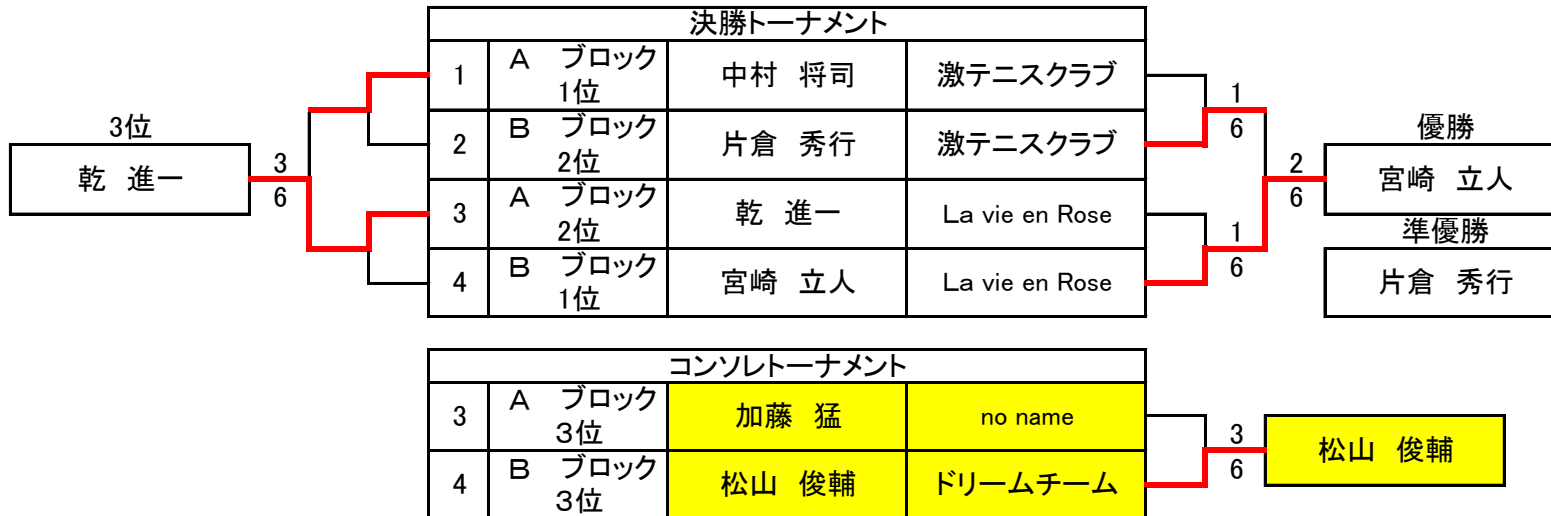 決勝トーナメント
1 A ブロック 1位 中村 将司 激テニスクラブ
2 B ブロック 2位 片倉 秀行 激テニスクラブ
3 A ブロック 2位 乾 進一 La vie en Rose
4 B ブロック 1位 宮崎 立人 La vie en Rose
3位
乾 進一
3
6
1
6
1
6
2
6
優勝
宮崎 立人
準優勝
片倉 秀行
コンソレトーナメント
3 A ブロック 3位 加藤 猛 no name
4 B ブロック 3位 松山 俊輔 ドリームチーム
3
6
松山 俊輔